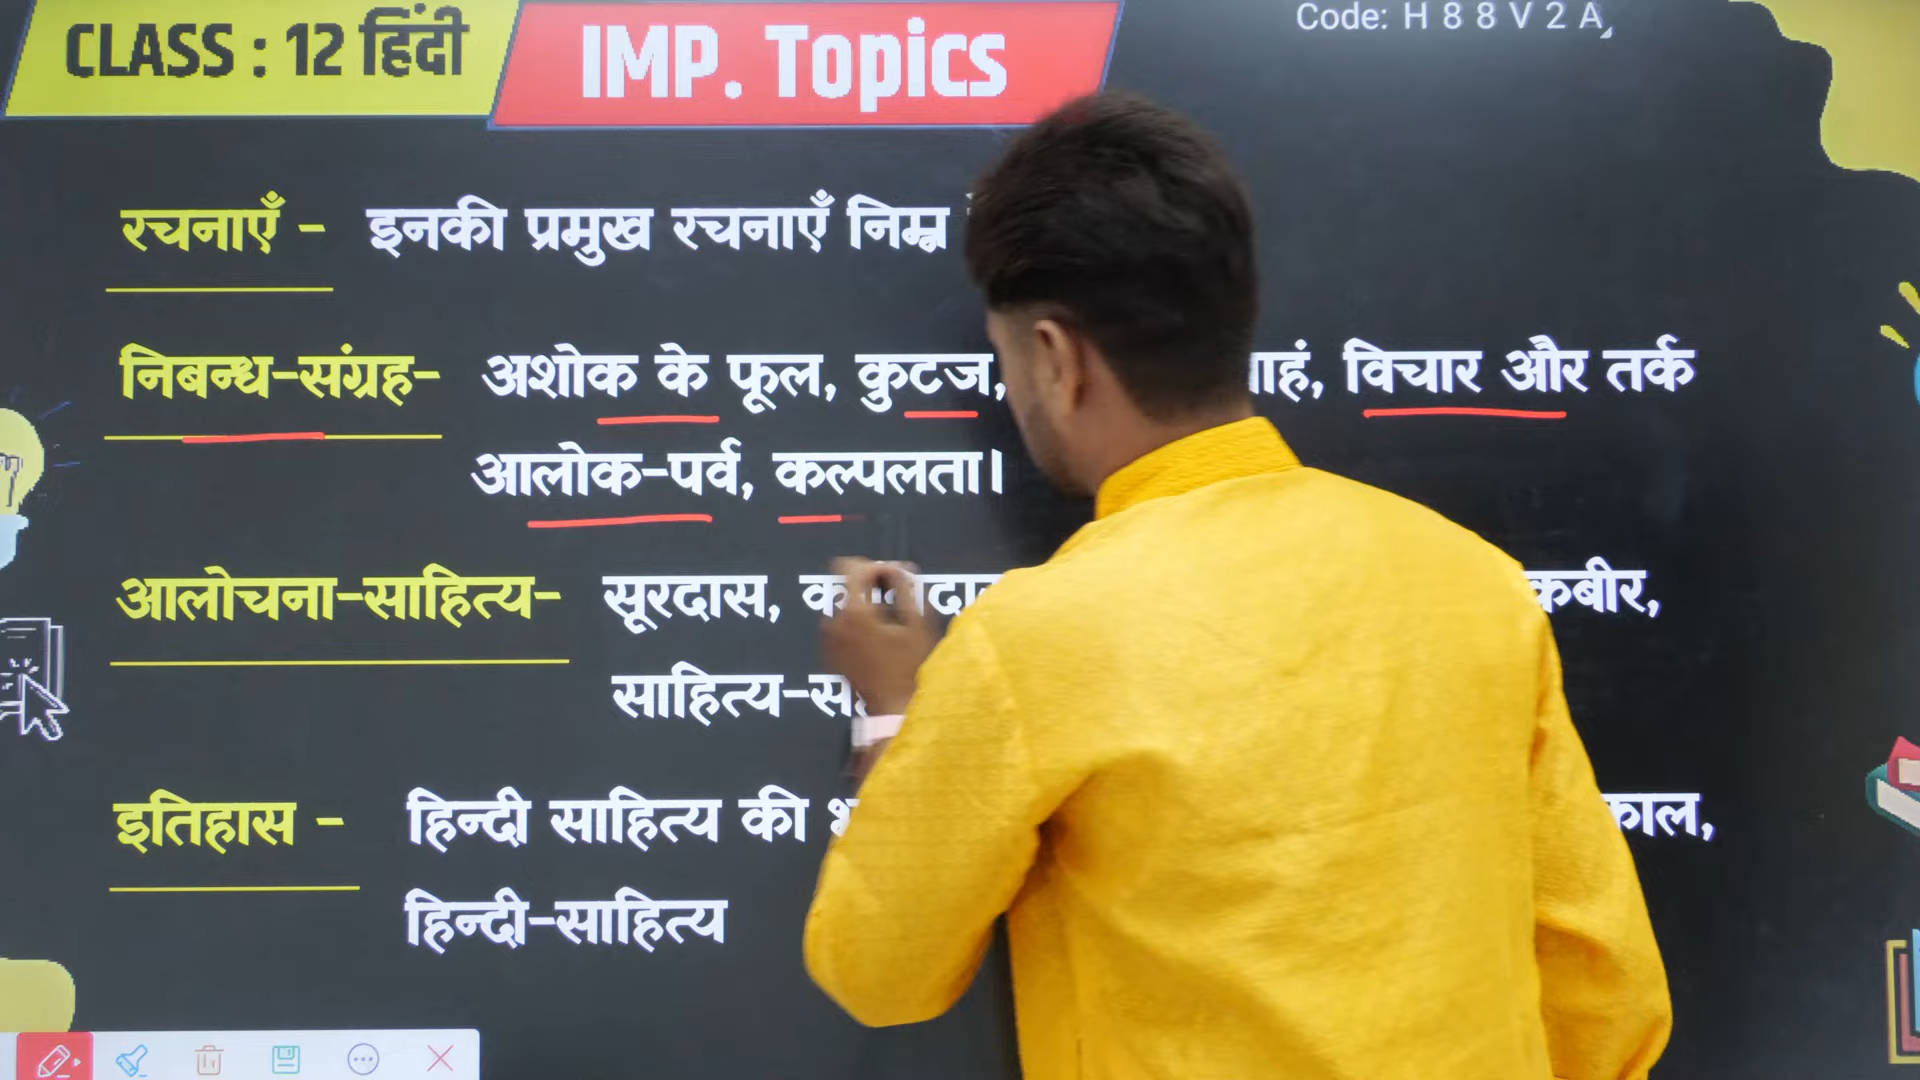 CLASS : 12 हिंदी
IMP. Topics
Code: H 8 8 V 2 A
रचनाएँ - इनकी प्रमुख रचनाएँ निम्न
निबन्ध-संग्रह- अशोक के फूल, कुटज, विचार और तर्क
आलोक-पर्व, कल्पलता।
आलोचना-साहित्य- सूरदास, कबीर,
साहित्य-
इतिहास - हिन्दी साहित्य की
हिन्दी-साहित्य